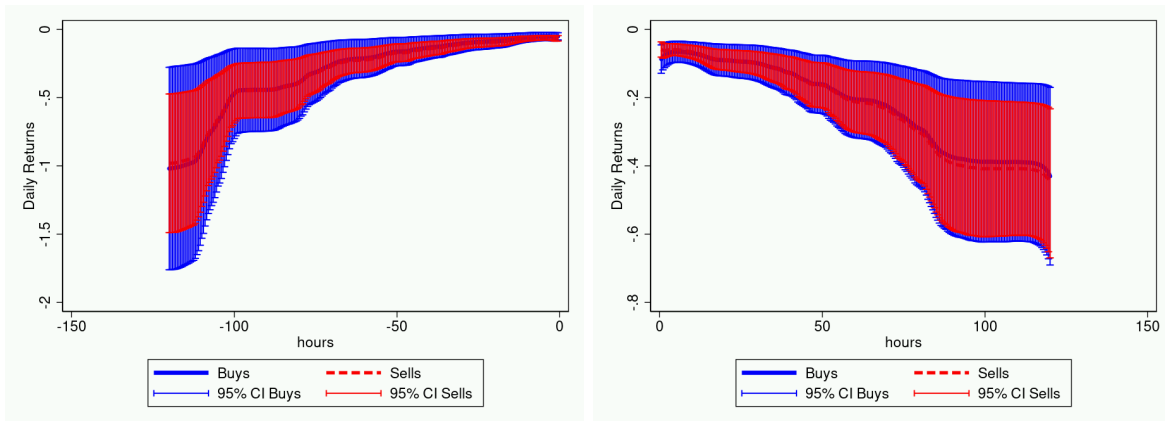 0
-.5
-1
-1.5
-2
Daily Returns
-150
-100
-50
0
hours
Buys
Sells
95% CI Buys
95% CI Sells
0
-.2
-.4
-.6
-.8
Daily Returns
0
50
100
150
hours
Buys
Sells
95% CI Buys
95% CI Sells